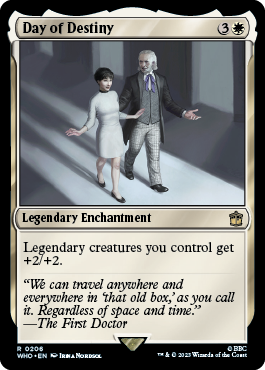 Day of Destiny 3
Legendary Enchantment
Legendary creatures you control get
+2/+2.
“We can travel anywhere and
everywhere in ‘that old box,’ as you call
it. Regardless of space and time.”
—The First Doctor
R 0206
WHO • EN Irina Nordsol
© BBC
™ & © 2023 Wizards of the Coast